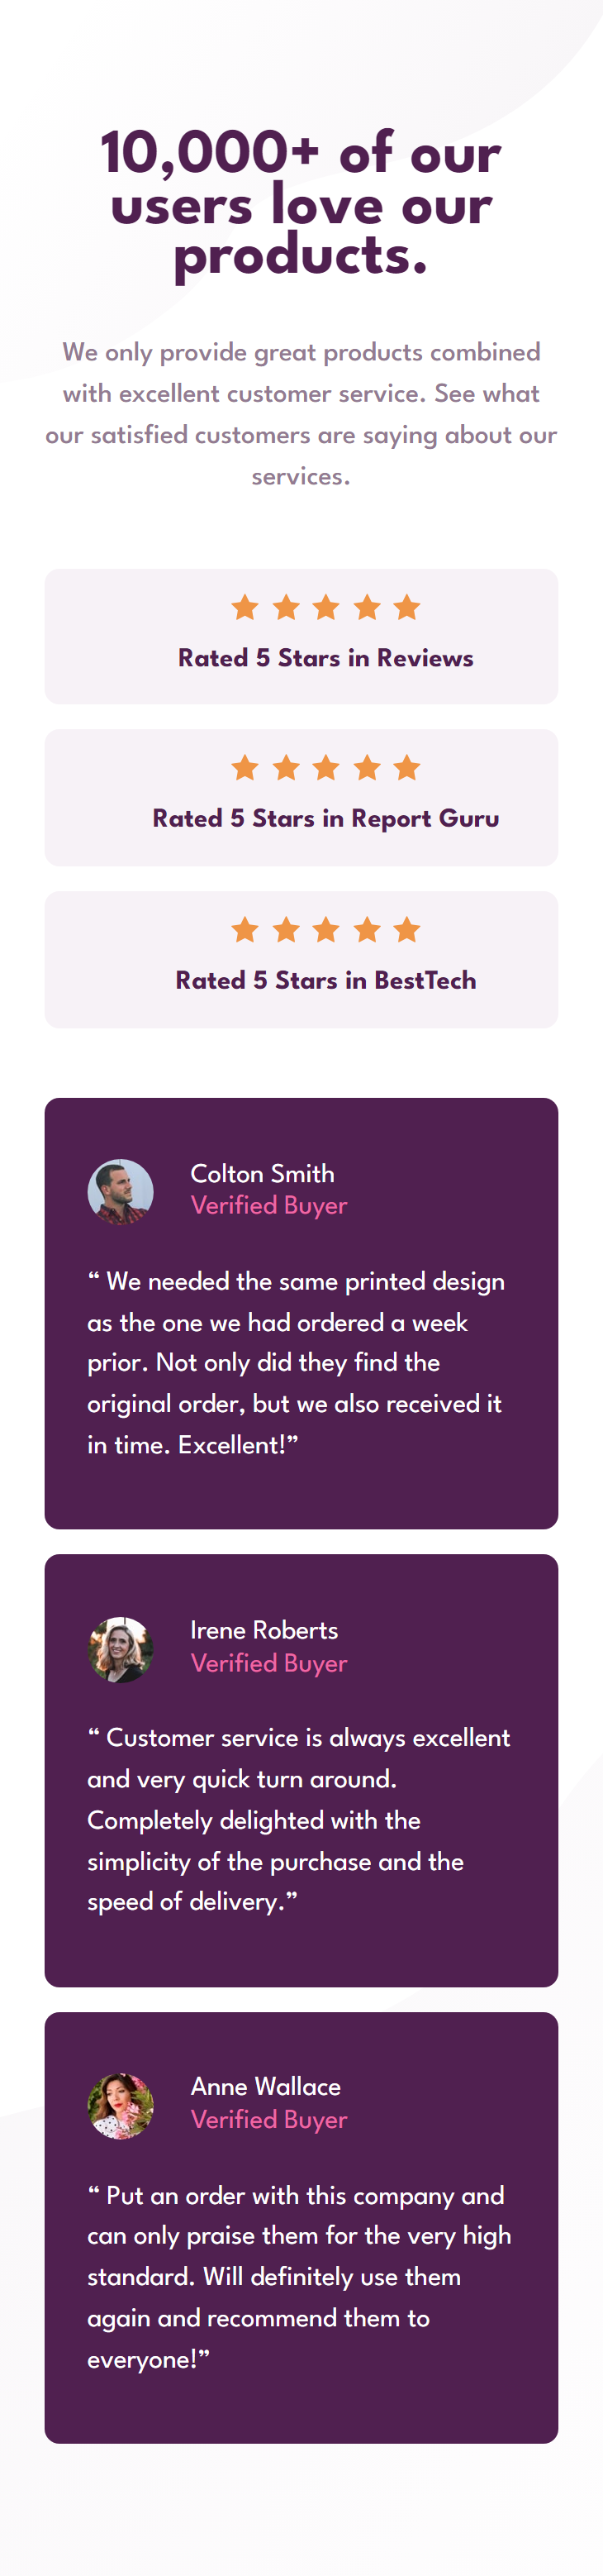 10,000+ of our
users love our
products.
We only provide great products combined
with excellent customer service. See what
our satisfied customers are saying about our
services.
Rated 5 Stars in Reviews
Rated 5 Stars in Report Guru
Rated 5 Stars in BestTech
Colton Smith
Verified Buyer
“ We needed the same printed design
as the one we had ordered a week
prior. Not only did they find the
original order, but we also received it
in time. Excellent!”
Irene Roberts
Verified Buyer
“ Customer service is always excellent
and very quick turn around.
Completely delighted with the
simplicity of the purchase and the
speed of delivery.”
Anne Wallace
Verified Buyer
“ Put an order with this company and
can only praise them for the very high
standard. Will definitely use them
again and recommend them to
everyone!”